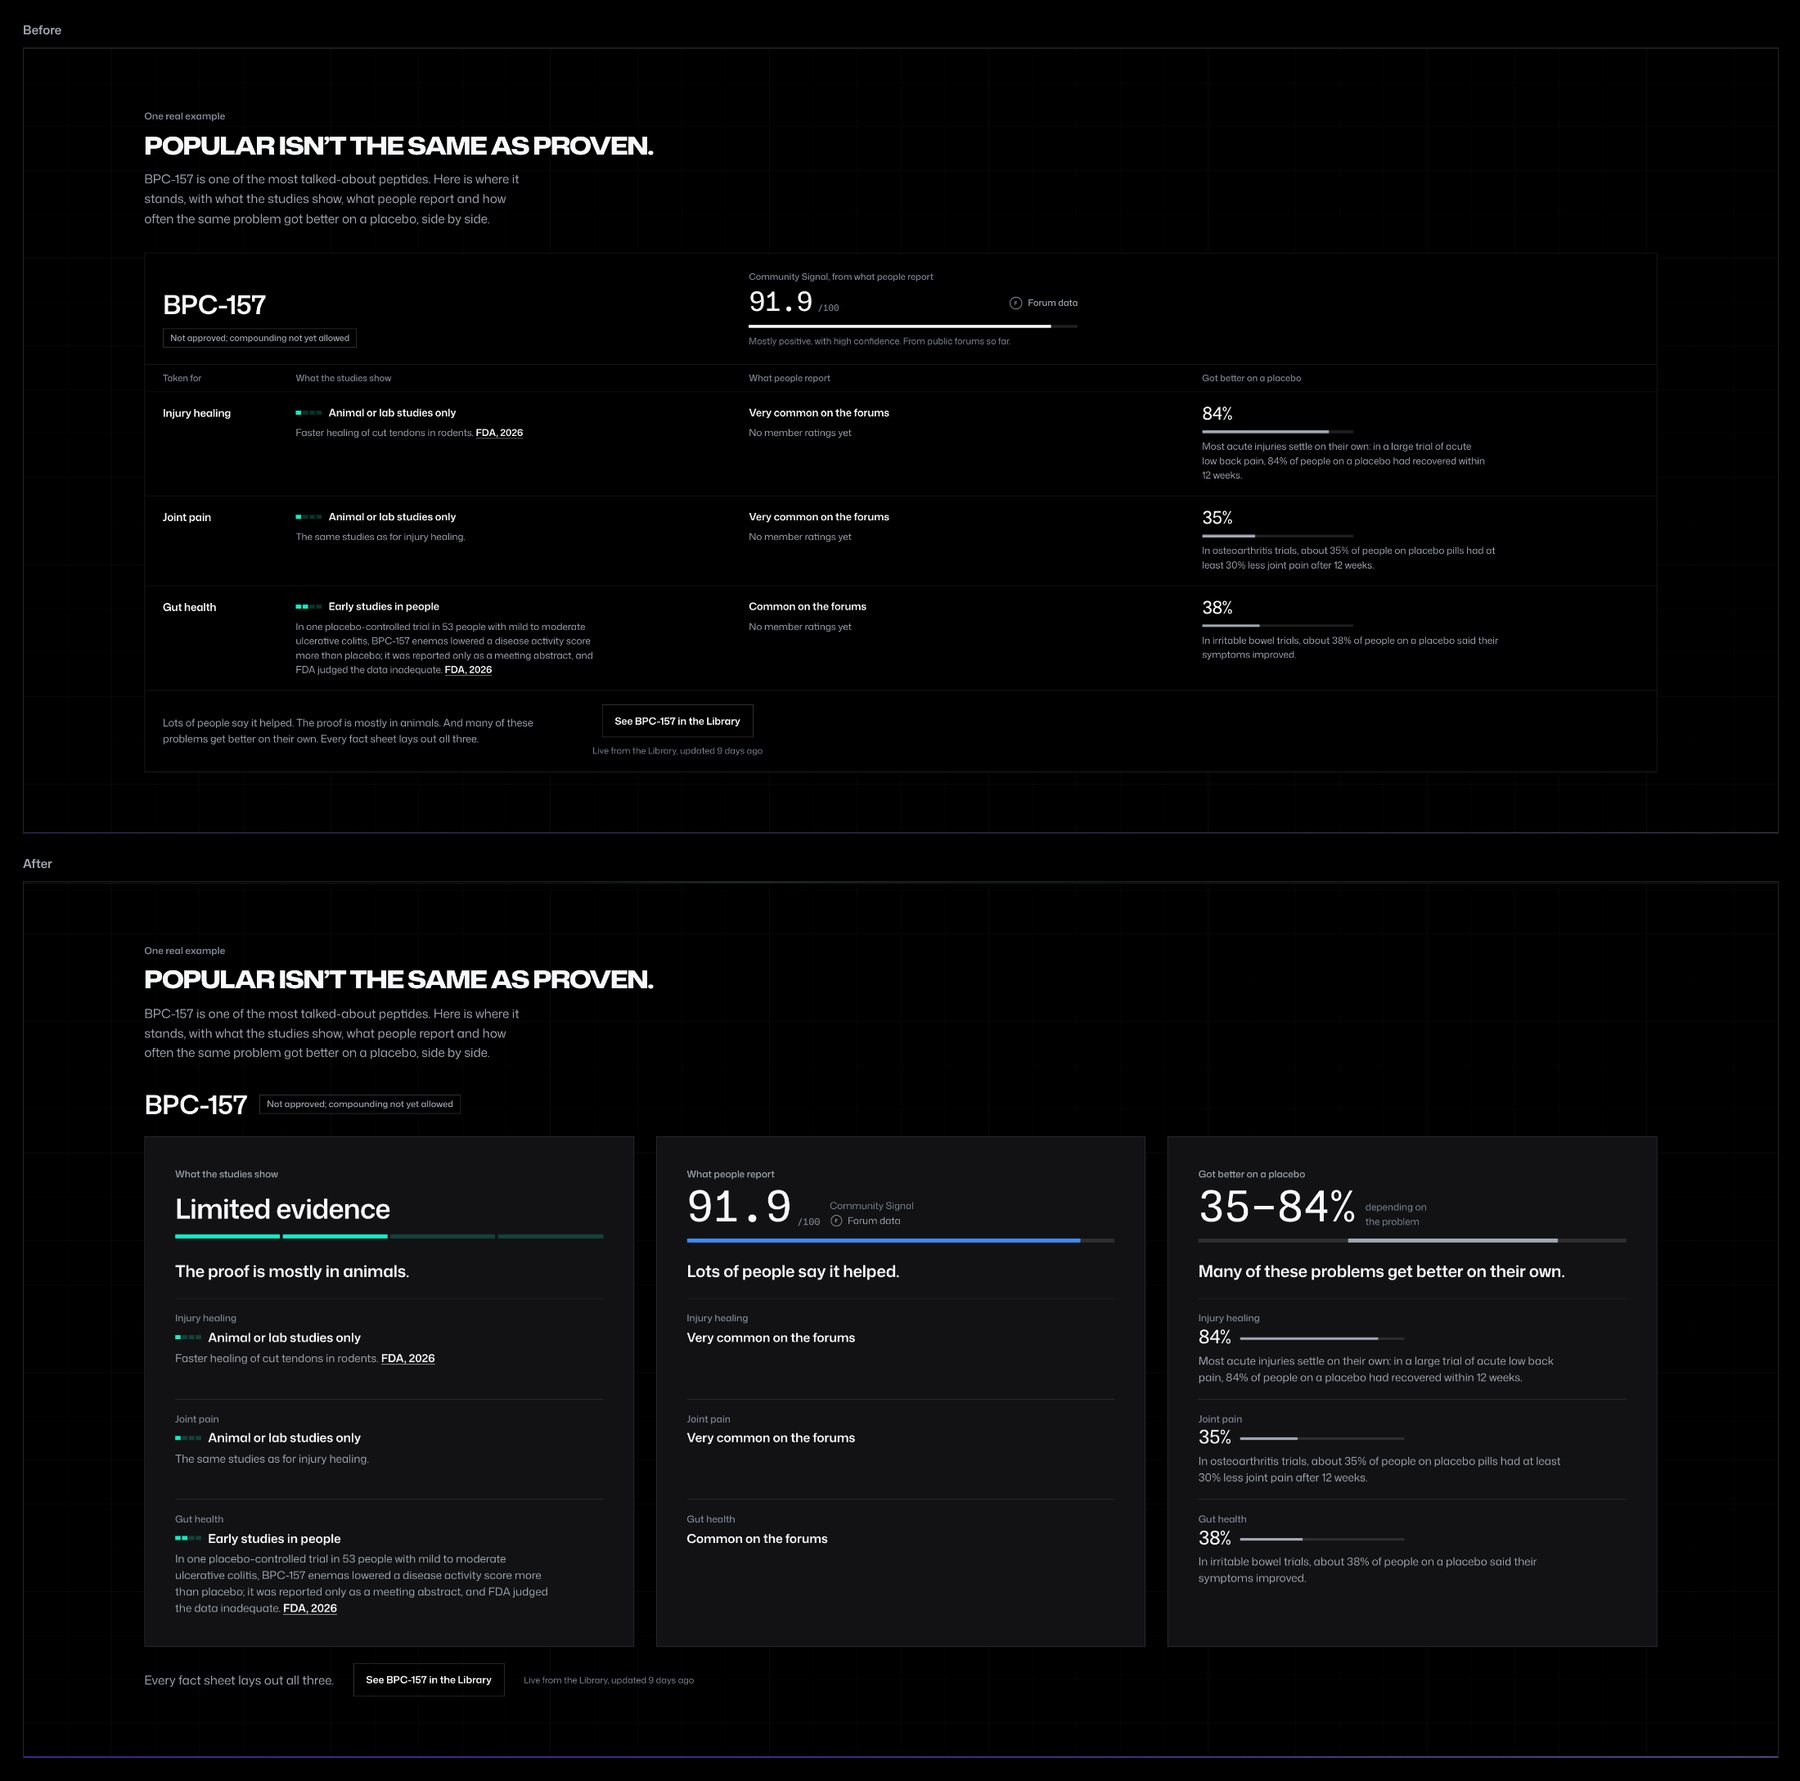 Before
One real example
POPULAR ISN'T THE SAME AS PROVEN.
BPC-157 is one of the most talked-about peptides. Here is where it
stands, with what the studies show, what people report and how
often the same problem got better on a placebo, side by side.
BPC-157
Not approved; compounding not yet allowed
Community Signal, from what people report
91.9 /100
F Forum data
Mostly positive, with high confidence. From public forums so far.
Taken for
What the studies show
What people report
Got better on a placebo
Injury healing
Animal or lab studies only
Faster healing of cut tendons in rodents. FDA, 2026
Very common on the forums
No member ratings yet
84%
Most acute injuries settle on their own: in a large trial of acute
low back pain, 84% of people on a placebo had recovered within
12 weeks.
Joint pain
Animal or lab studies only
The same studies as for injury healing.
Very common on the forums
No member ratings yet
35%
In osteoarthritis trials, about 35% of people on placebo pills had at
least 30% less joint pain after 12 weeks.
Gut health
Early studies in people
In one placebo-controlled trial in 53 people with mild to moderate
ulcerative colitis, BPC-157 enemas lowered a disease activity score
more than placebo; it was reported only as a meeting abstract, and
FDA judged the data inadequate. FDA, 2026
Common on the forums
No member ratings yet
38%
In irritable bowel trials, about 38% of people on a placebo said their
symptoms improved.
Lots of people say it helped. The proof is mostly in animals. And many of these
problems get better on their own. Every fact sheet lays out all three.
See BPC-157 in the Library
Live from the Library, updated 9 days ago
After
One real example
POPULAR ISN'T THE SAME AS PROVEN.
BPC-157 is one of the most talked-about peptides. Here is where it
stands, with what the studies show, what people report and how
often the same problem got better on a placebo, side by side.
BPC-157
Not approved; compounding not yet allowed
What the studies show
Limited evidence
The proof is mostly in animals.
Injury healing
Animal or lab studies only
Faster healing of cut tendons in rodents. FDA, 2026
Joint pain
Animal or lab studies only
The same studies as for injury healing.
Gut health
Early studies in people
In one placebo-controlled trial in 53 people with mild to moderate
ulcerative colitis, BPC-157 enemas lowered a disease activity score more
than placebo; it was reported only as a meeting abstract, and FDA judged
the data inadequate. FDA, 2026
What people report
91.9 /100
Community Signal
F Forum data
Lots of people say it helped.
Injury healing
Very common on the forums
Joint pain
Very common on the forums
Gut health
Common on the forums
Got better on a placebo
35–84%
depending on
the problem
Many of these problems get better on their own.
Injury healing
84%
Most acute injuries settle on their own: in a large trial of acute low back
pain, 84% of people on a placebo had recovered within 12 weeks.
Joint pain
35%
In osteoarthritis trials, about 35% of people on placebo pills had at least
30% less joint pain after 12 weeks.
Gut health
38%
In irritable bowel trials, about 38% of people on a placebo said their
symptoms improved.
Every fact sheet lays out all three.
See BPC-157 in the Library
Live from the Library, updated 9 days ago